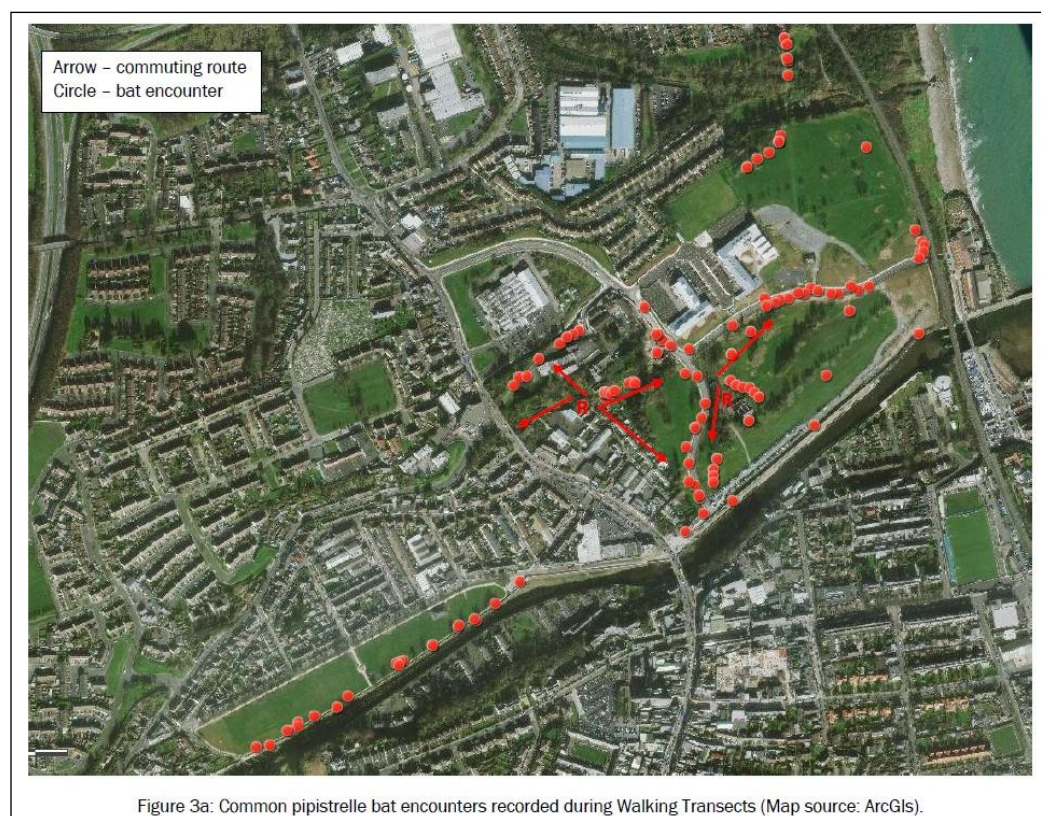 Arrow – commuting route
Circle – bat encounter
R
R
Figure 3a: Common pipistrelle bat encounters recorded during Walking Transects (Map source: ArcGIs).